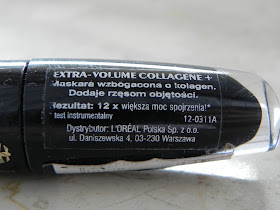 EXTRA-VOLUME COLLAGENE +
Maskara wzbogacona o kolagen.
Dodaje rzęsom objętości.
Rezultat: 12 x większa moc spojrzenia!*
* test instrumentalny
12-0311A
Dystrybutor: L'ORÉAL Polska Sp. z o.o.
ul. Daniszewska 4, 03-230 Warszawa